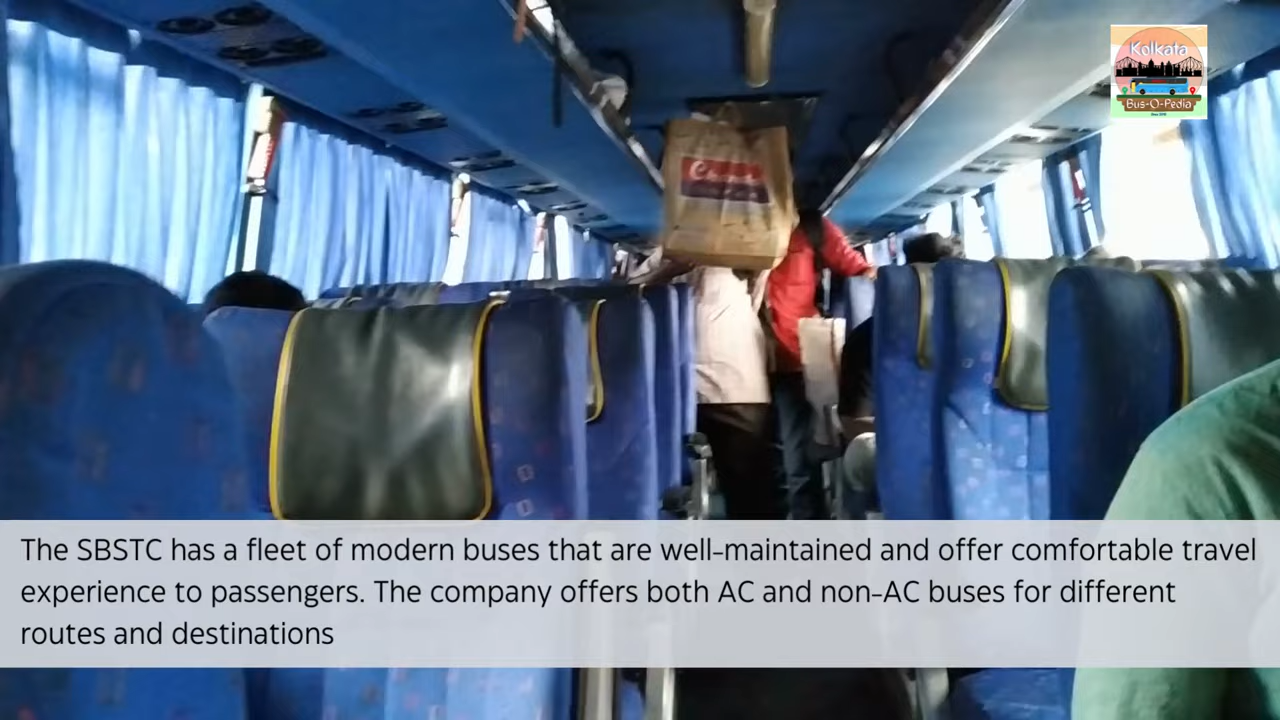 Kolkata
Bus-O-Pedia
The SBSTC has a fleet of modern buses that are well-maintained and offer comfortable travel
experience to passengers. The company offers both AC and non-AC buses for different
routes and destinations